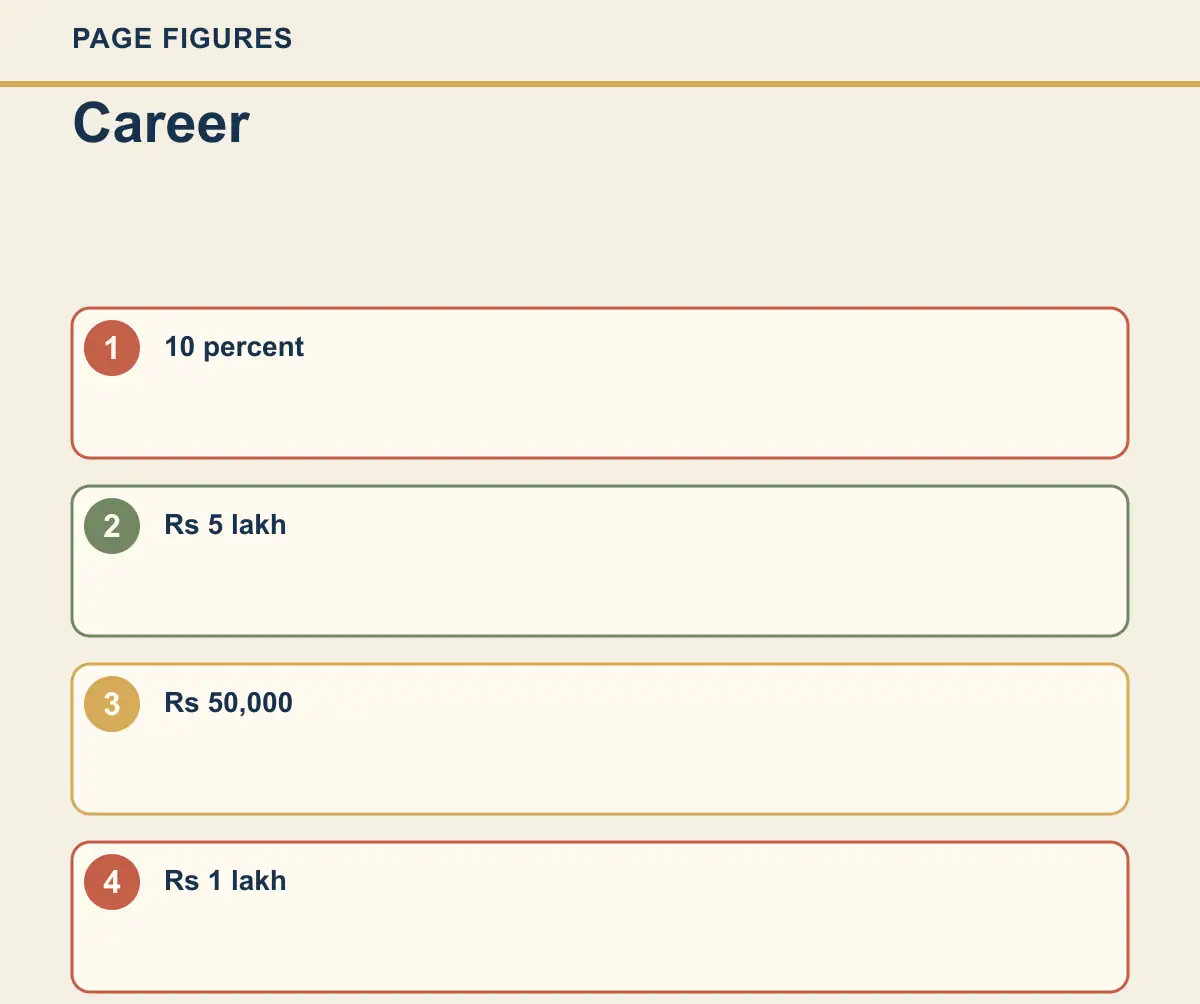 PAGE FIGURES
Career
1 10 percent
2 Rs 5 lakh
3 Rs 50,000
4 Rs 1 lakh